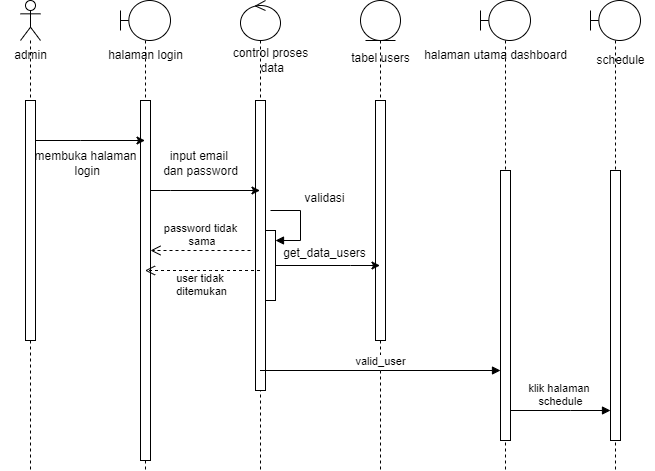 admin
halaman login
control proses
data
tabel users
halaman utama dashboard
schedule
membuka halaman
login
input email
dan password
validasi
password tidak
sama
get_data_users
user tidak
ditemukan
valid_user
klik halaman
schedule